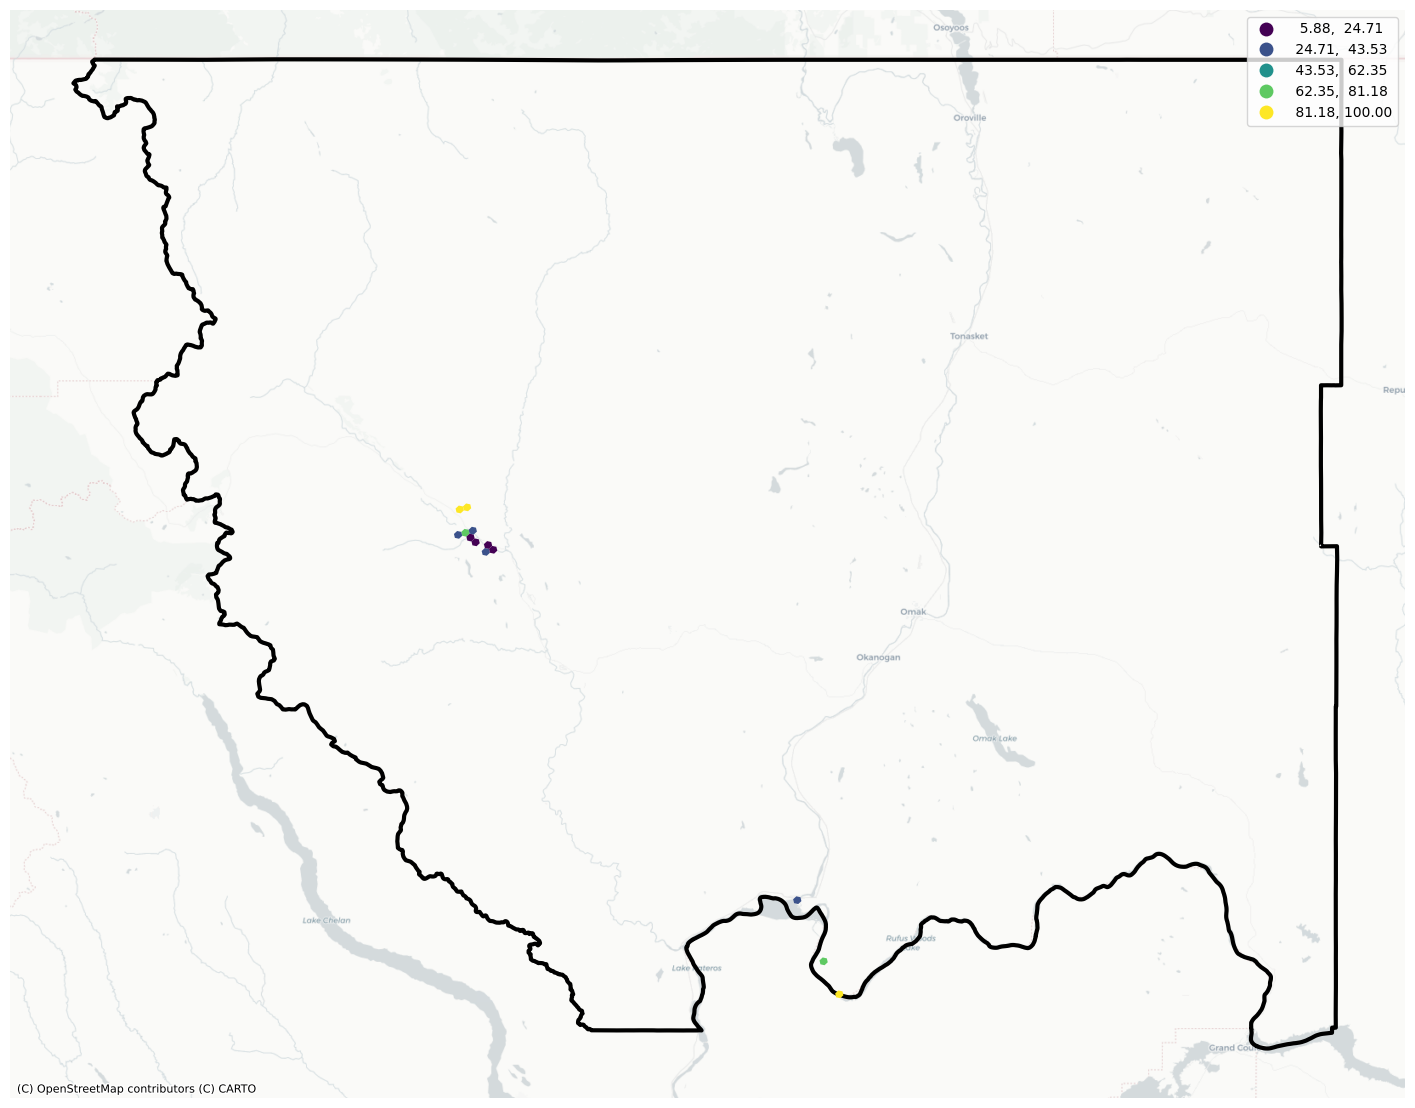 Osoyoos
5.88, 24.71
24.71, 43.53
43.53, 62.35
62.35, 81.18
81.18, 100.00
Oroville
Tonasket
Repu
Omak
Okanogan
Omak Lake
Lake Chelan
Rufus Woods
Lake Pateros
Grand Cou
(C) OpenStreetMap contributors (C) CARTO